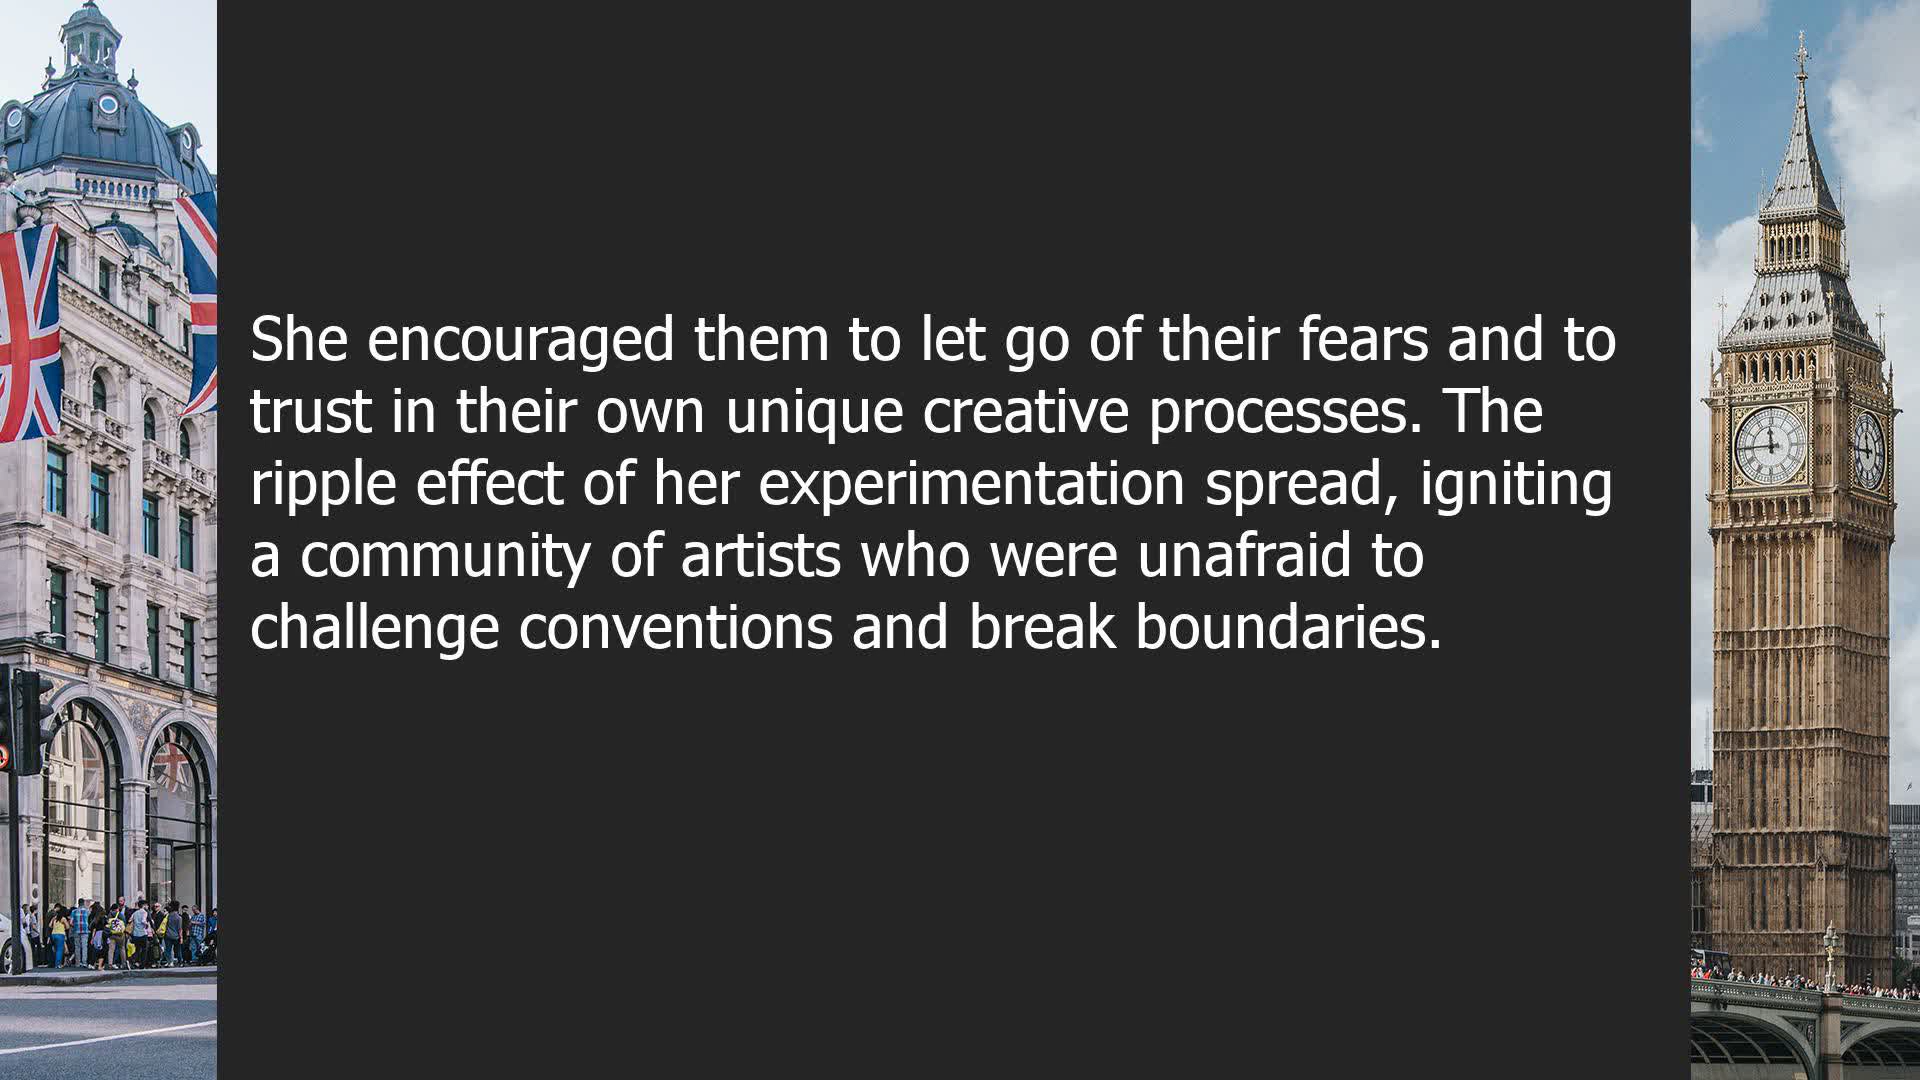 She encouraged them to let go of their fears and to
trust in their own unique creative processes. The
ripple effect of her experimentation spread, igniting
a community of artists who were unafraid to
challenge conventions and break boundaries.